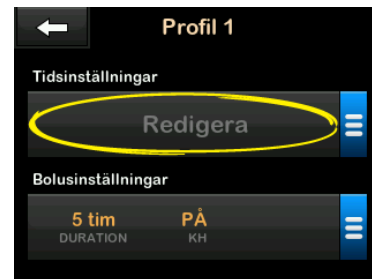 Profil 1
Tidsinställningar
Redigera
Bolusinställningar
5 tim PÅ
DURATION KH